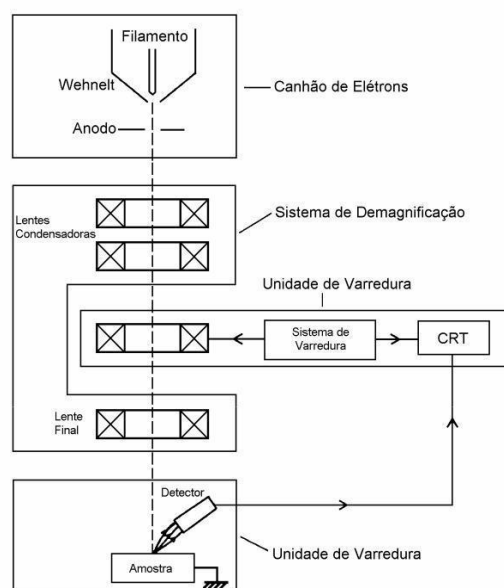 Filamento
Wehnelt
Canhão de Elétrons
Anodo
Lentes
Condensadoras
Sistema de Demagnificação
Unidade de Varredura
Sistema de
Varredura
CRT
Lente
Final
Detector
Amostra
Unidade de Varredura